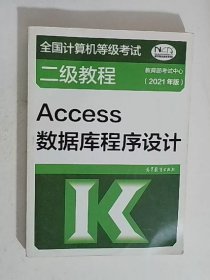 全国计算机等级考试
二级教程
教育部考试中心
(2021年版)
Access
数据库程序设计
高等教育出版社